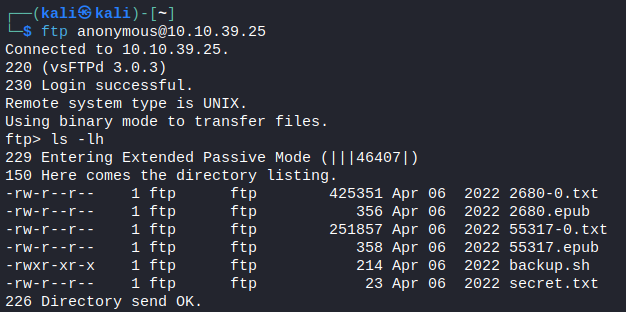 ┌──(kali㉿kali)-[~]
└─$ ftp anonymous@10.10.39.25
Connected to 10.10.39.25.
220 (vsFTPd 3.0.3)
230 Login successful.
Remote system type is UNIX.
Using binary mode to transfer files.
ftp> ls -lh
229 Entering Extended Passive Mode (|||46407|)
150 Here comes the directory listing.
-rw-r--r--    1 ftp      ftp        425351 Apr 06  2022 2680-0.txt
-rw-r--r--    1 ftp      ftp           356 Apr 06  2022 2680.epub
-rw-r--r--    1 ftp      ftp        251857 Apr 06  2022 55317-0.txt
-rw-r--r--    1 ftp      ftp           358 Apr 06  2022 55317.epub
-rwxr-xr-x    1 ftp      ftp           214 Apr 06  2022 backup.sh
-rw-r--r--    1 ftp      ftp            23 Apr 06  2022 secret.txt
226 Directory send OK.